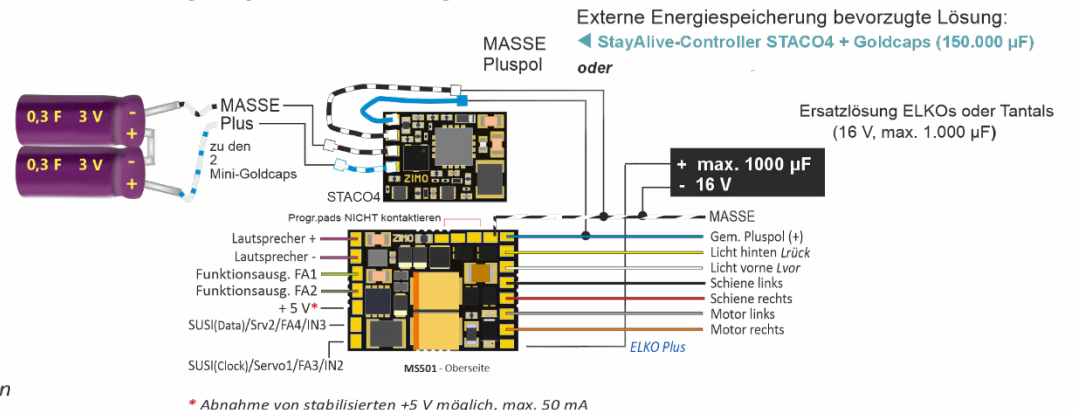 Externe Energiespeicherung bevorzugte Lösung:
◄ StayAlive-Controller STACO4 + Goldcaps (150.000 µF)
oder
MASSE
Pluspol
Ersatzlösung ELKOs oder Tantals
(16 V, max. 1.000 µF)
0,3 F 3 V - +
0,3 F 3 V - +
MASSE
Plus
zu den
2
Mini-Goldcaps
ZIMO
STACO4
+ max. 1000 µF
- 16 V
Progr.pads NICHT kontaktieren
MASSE
Lautsprecher +
Lautsprecher -
Funktionsausg. FA1
Funktionsausg. FA2
+ 5 V*
SUSI(Data)/Srv2/FA4/IN3
SUSI(Clock)/Servo1/FA3/IN2
ZIMO
Gem. Pluspol (+)
Licht hinten Lrück
Licht vorne Lvor
Schiene links
Schiene rechts
Motor links
Motor rechts
ELKO Plus
MS501 - Oberseite
* Abnahme von stabilisierten +5 V möglich, max. 50 mA